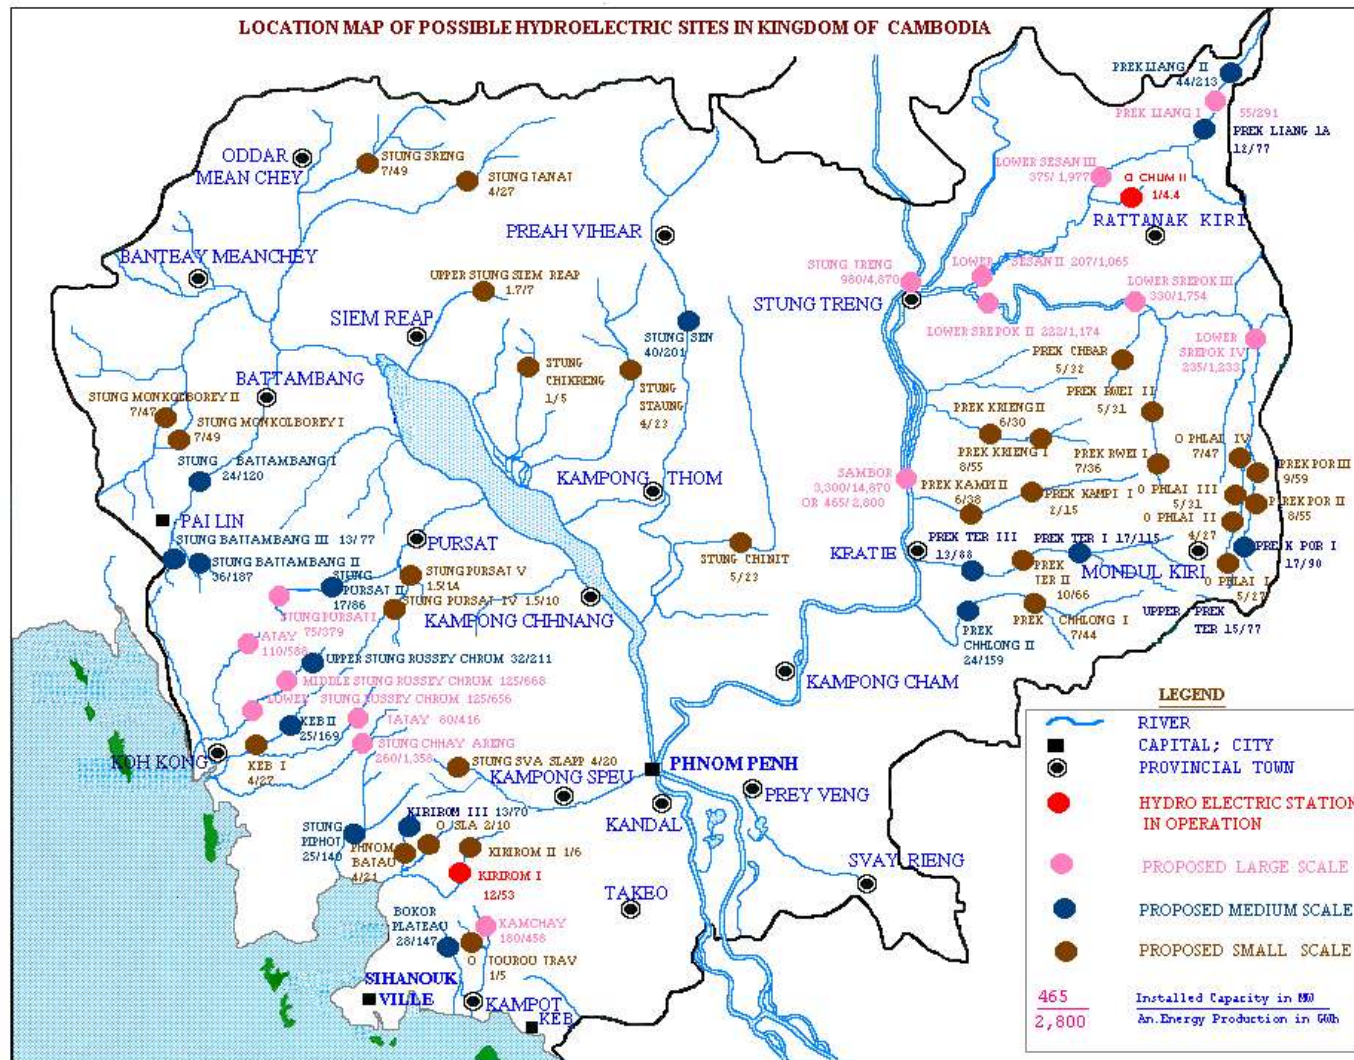 LOCATION MAP OF POSSIBLE HYDROELECTRIC SITES IN KINGDOM OF CAMBODIA
PREK LIANG II
44/213
PREK LIANG I
55/291
PREK LIANG 1A
12/77
LOWER SESAN III
375/1,977
O CHUM II
1/4.4
RATTANAK KIRI
ODDAR
MEAN CHEY
STUNG SRENG
7/49
STUNG TANAT
4/27
PREAH VIHEAR
BANTEAY MEANCHEY
UPPER STUNG SIEM REAP
1.7/7
STUNG TRENG
980/4,870
LOWER SESAN II 207/1,065
LOWER SREPOK III
330/1,754
STUNG TRENG
SIEM REAP
STUNG SEN
40/201
LOWER SREPOK II 222/1,174
LOWER
SREPOK IV
235/1,233
PREK CHBAR
5/32
STUNG
CHIKRENG
1/5
STUNG
STAUNG
4/23
BATTAMBANG
STUNG MONKOLBOREY II
7/47
STUNG MONKOLBOREY I
7/49
PREK RWEI II
5/31
PREK KRIENG II
6/30
PREK KRIENG I
8/55
PREK RWEI I
7/36
O PHLAI IV
7/47
PREK POR III
9/59
STUNG BATTAMBANG I
24/120
KAMPONG THOM
SAMBOR
3,300/14,870
OR 465/2,800
PREK KAMPI II
6/38
PREK KAMPI I
2/15
O PHLAI III
5/31
PREK POR II
8/55
O PHLAI II
4/27
PAI LIN
PURSAT
STUNG BATTAMBANG III 13/77
STUNG BATTAMBANG II
36/187
STUNG CHINIT
5/23
KRATIE
PREK TER III
13/88
PREK TER I 17/115
MONDUL KIRI
PREK POR I
17/90
STUNG
PURSAT II
17/86
STUNG PURSAT V
1.5/14
PREK
TER II
10/66
O PHLAI I
5/27
STUNG PURSAT I
75/379
STUNG PURSAT IV 1.5/10
KAMPONG CHHNANG
PREK CHHLONG I
7/44
UPPER PREK
TER 15/77
PREK
CHHLONG II
24/159
ATAY
110/588
UPPER STUNG RUSSEY CHRUM 32/211
MIDDLE STUNG RUSSEY CHRUM 125/668
KAMPONG CHAM
LOWER STUNG RUSSEY CHRUM 125/656
KEB II
25/169
TATAY 80/416
STUNG CHHAY ARENG
260/1,358
KOH KONG
KEB I
4/27
STUNG SVA SLAPP 4/20
KAMPONG SPEU
PHNOM PENH
PREY VENG
KANDAL
KIRIROM III 13/70
STUNG
PIPHOT
25/140
O SLA 2/10
PHNOM
BATAU
4/21
KIRIROM II 1/6
KIRIROM I
12/53
SVAY RIENG
TAKEO
BOKOR
PLATEAU
28/147
KAMCHAY
180/458
O TOUROU TRAV
1/5
SIHANOUK
VILLE
KAMPOT
KEB
LEGEND
RIVER
CAPITAL; CITY
PROVINCIAL TOWN
HYDRO ELECTRIC STATION
IN OPERATION
PROPOSED LARGE SCALE
PROPOSED MEDIUM SCALE
PROPOSED SMALL SCALE
465
2,800
Installed Capacity in MW
An.Energy Production in GWh